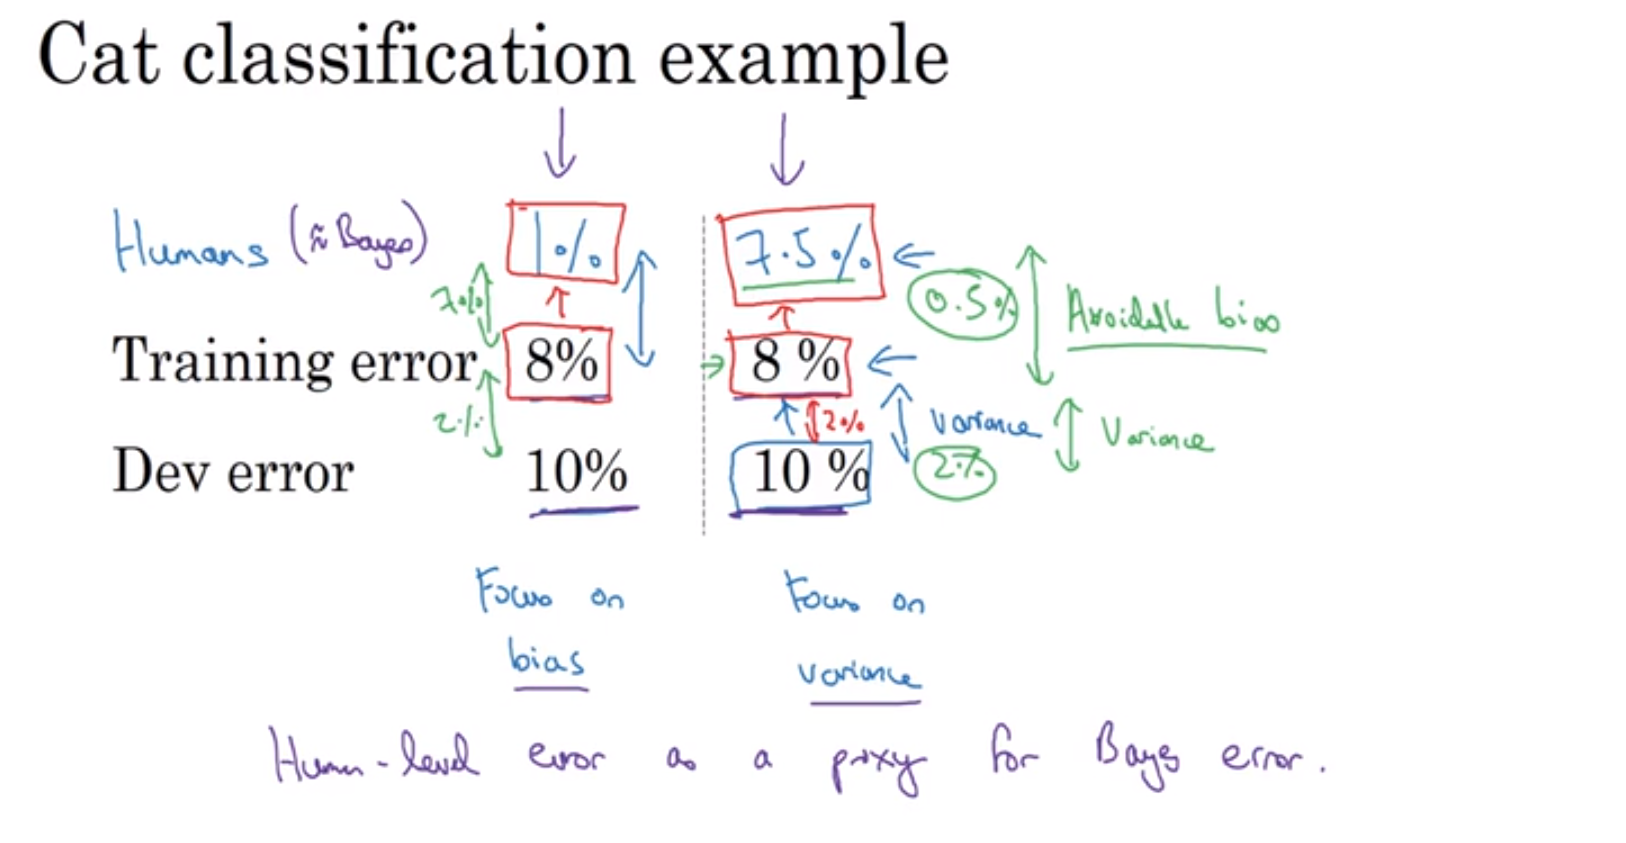 Cat classification example
Humans (≈ Bayes) 1% 7.5%
7% 0.5% Avoidable bias
Training error 8% 8 %
2% 2% Variance Variance
Dev error 10% 10 % 2%
Focus on Focus on
bias variance
Human-level error as a proxy for Bayes error.